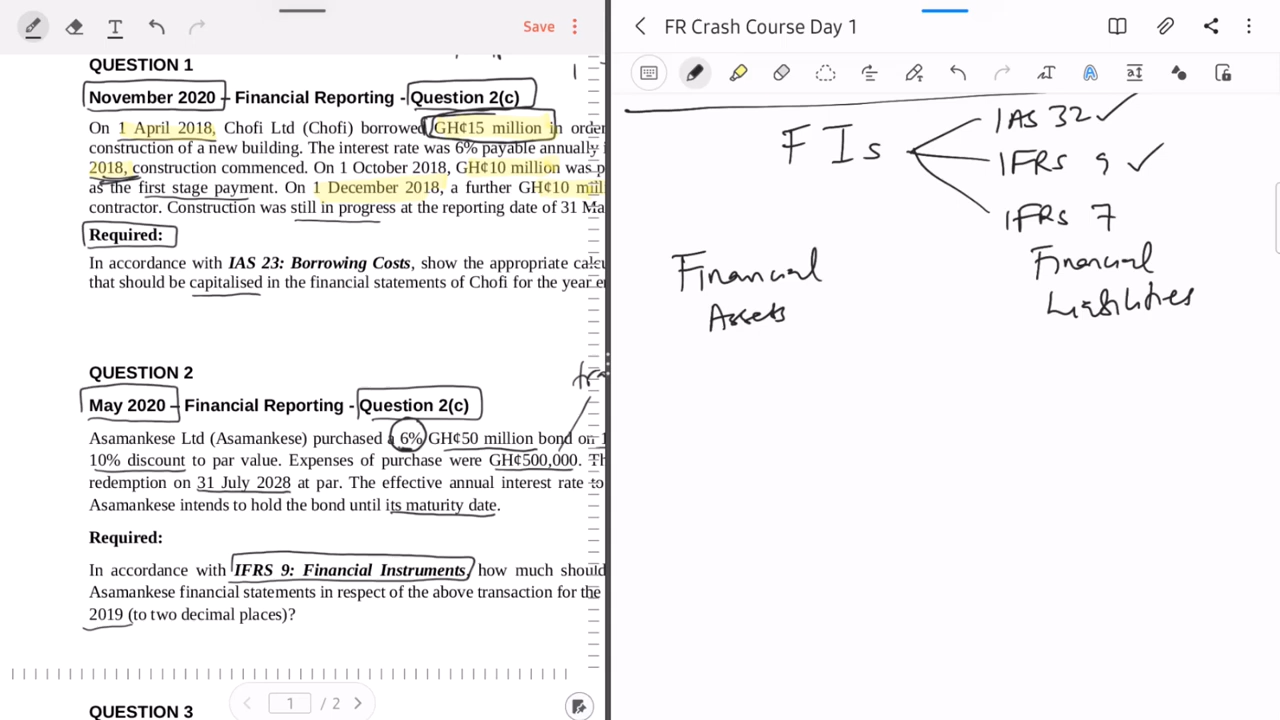 Save
QUESTION 1
November 2020 – Financial Reporting - Question 2(c)
On 1 April 2018, Chofi Ltd (Chofi) borrowed GH¢15 million in order
construction of a new building. The interest rate was 6% payable annually i
2018, construction commenced. On 1 October 2018, GH¢10 million was p
as the first stage payment. On 1 December 2018, a further GH¢10 mill
contractor. Construction was still in progress at the reporting date of 31 Ma
Required:
In accordance with IAS 23: Borrowing Costs, show the appropriate calcu
that should be capitalised in the financial statements of Chofi for the year e
QUESTION 2
May 2020 – Financial Reporting - Question 2(c)
Asamankese Ltd (Asamankese) purchased a 6% GH¢50 million bond on 1
10% discount to par value. Expenses of purchase were GH¢500,000. Th
redemption on 31 July 2028 at par. The effective annual interest rate to
Asamankese intends to hold the bond until its maturity date.
Required:
In accordance with IFRS 9: Financial Instruments, how much should
Asamankese financial statements in respect of the above transaction for the
2019 (to two decimal places)?
1 / 2
QUESTION 3
FR Crash Course Day 1
FIs
IAS 32 ✓
IFRS 9 ✓
IFRS 7
Financial
Assets
Financial
Liabilities